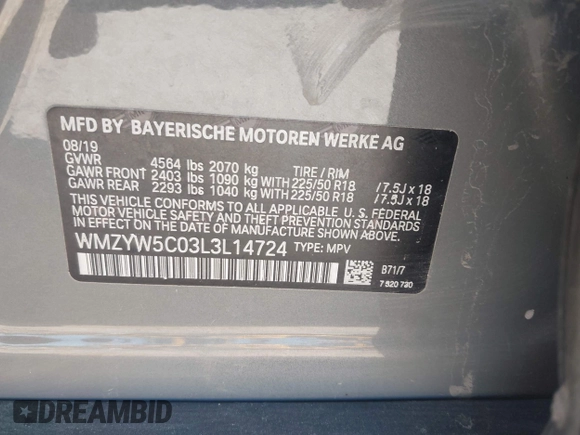 MFD BY BAYERISCHE MOTOREN WERKE AG
08/19
GVWR 4564 lbs 2070 kg TIRE / RIM
GAWR FRONT 2403 lbs 1090 kg WITH 225/50 R18 / 7.5J x 18
GAWR REAR 2293 lbs 1040 kg WITH 225/50 R18 / 7.5J x 18
THIS VEHICLE CONFORMS TO ALL APPLICABLE U. S. FEDERAL
MOTOR VEHICLE SAFETY AND THEFT PREVENTION STANDARDS
IN EFFECT ON THE DATE OF MANUFACTURE SHOWN ABOVE.
WMZYW5C03L3L14724 TYPE: MPV
B71/7
7 520 730
DREAMBID